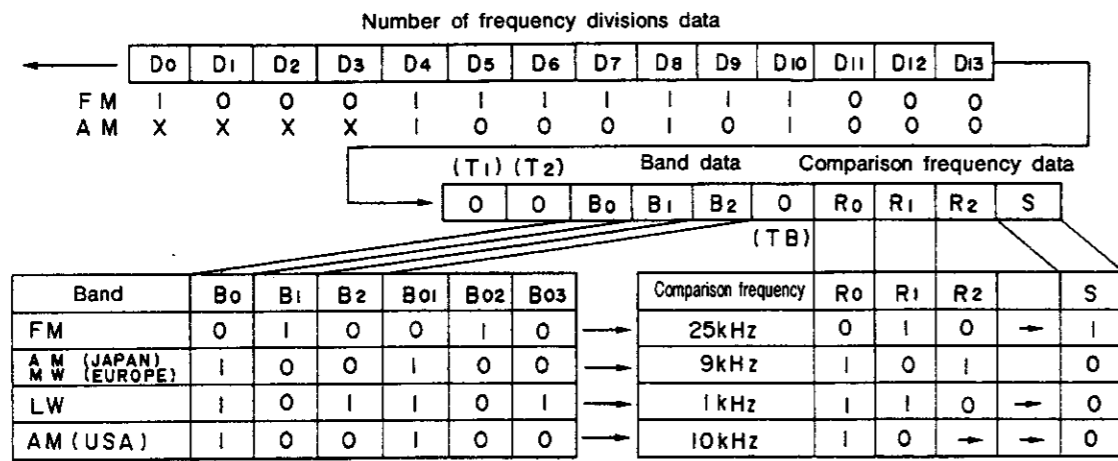 Number of frequency divisions data
D0 D1 D2 D3 D4 D5 D6 D7 D8 D9 D10 D11 D12 D13
FM 1 0 0 0 1 1 1 1 1 1 1 0 0 0
AM X X X X 1 0 0 0 1 0 1 0 0 0
(T1) (T2) Band data Comparison frequency data
0 0 B0 B1 B2 0 R0 R1 R2 S
(TB)
Band B0 B1 B2 B01 B02 B03 Comparison frequency R0 R1 R2 S
FM 0 1 0 0 1 0 → 25kHz 0 1 0 → 1
AM (JAPAN)
MW (EUROPE) 1 0 0 1 0 0 → 9kHz 1 0 1 0
LW 1 0 1 1 0 1 → 1kHz 1 1 0 → 0
AM (USA) 1 0 0 1 0 0 → 10kHz 1 0 → → 0